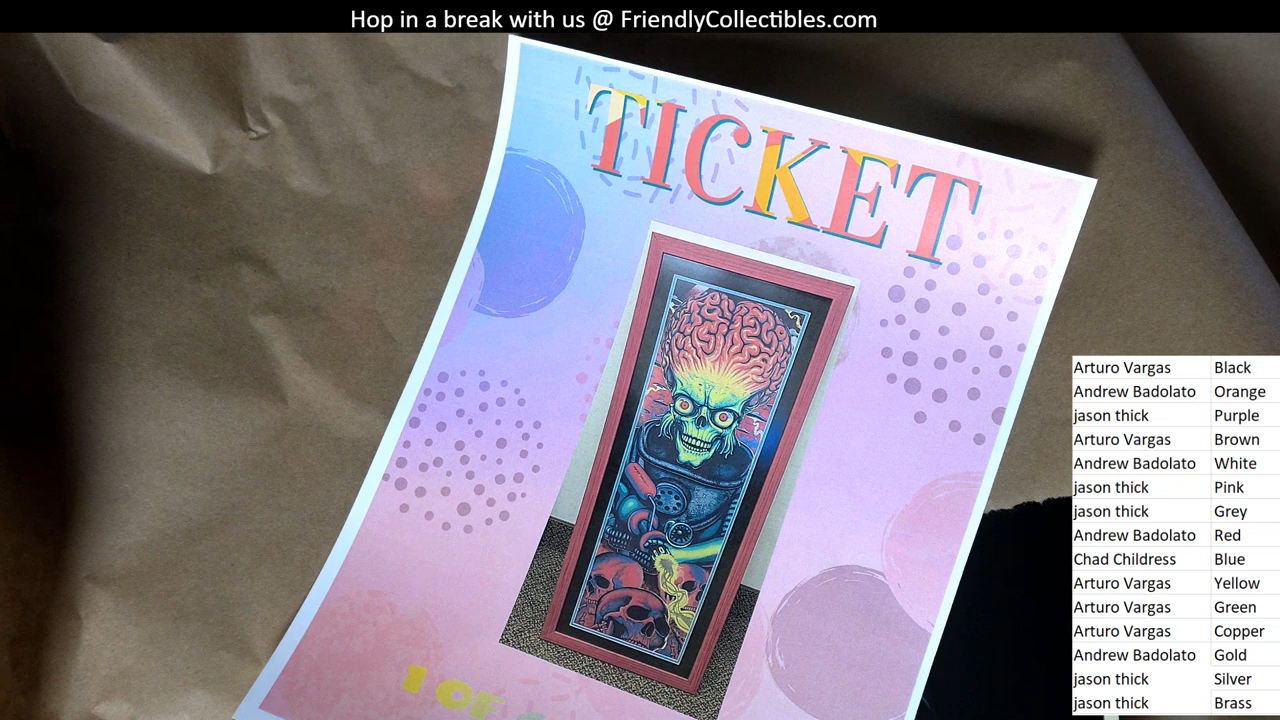 Hop in a break with us @ FriendlyCollectibles.com
TICKET
1 OF
Arturo Vargas Black
Andrew Badolato Orange
jason thick Purple
Arturo Vargas Brown
Andrew Badolato White
jason thick Pink
jason thick Grey
Andrew Badolato Red
Chad Childress Blue
Arturo Vargas Yellow
Arturo Vargas Green
Arturo Vargas Copper
Andrew Badolato Gold
jason thick Silver
jason thick Brass